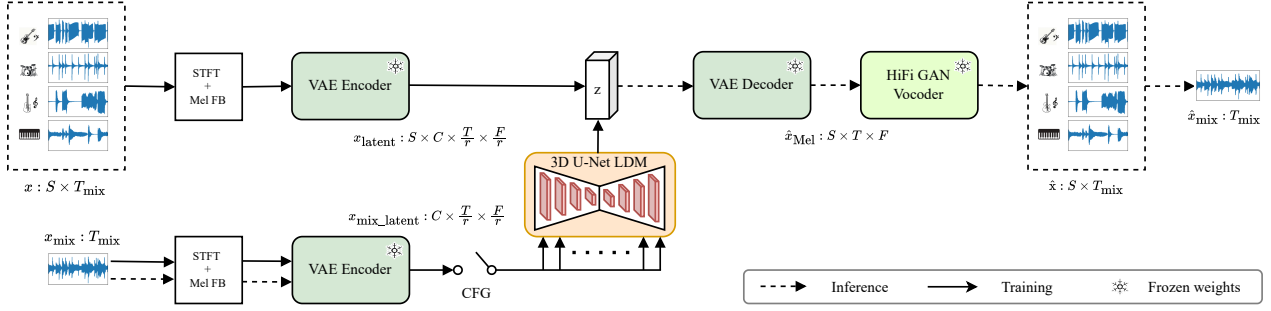 STFT
+
Mel FB
VAE Encoder
z
VAE Decoder
HiFi GAN
Vocoder
x̂_mix : T_mix
x_latent : S × C × T/r × F/r
x̂_Mel : S × T × F
x : S × T_mix
x̂ : S × T_mix
3D U-Net LDM
x_mix_latent : C × T/r × F/r
x_mix : T_mix
STFT
+
Mel FB
VAE Encoder
CFG
Inference
Training
Frozen weights